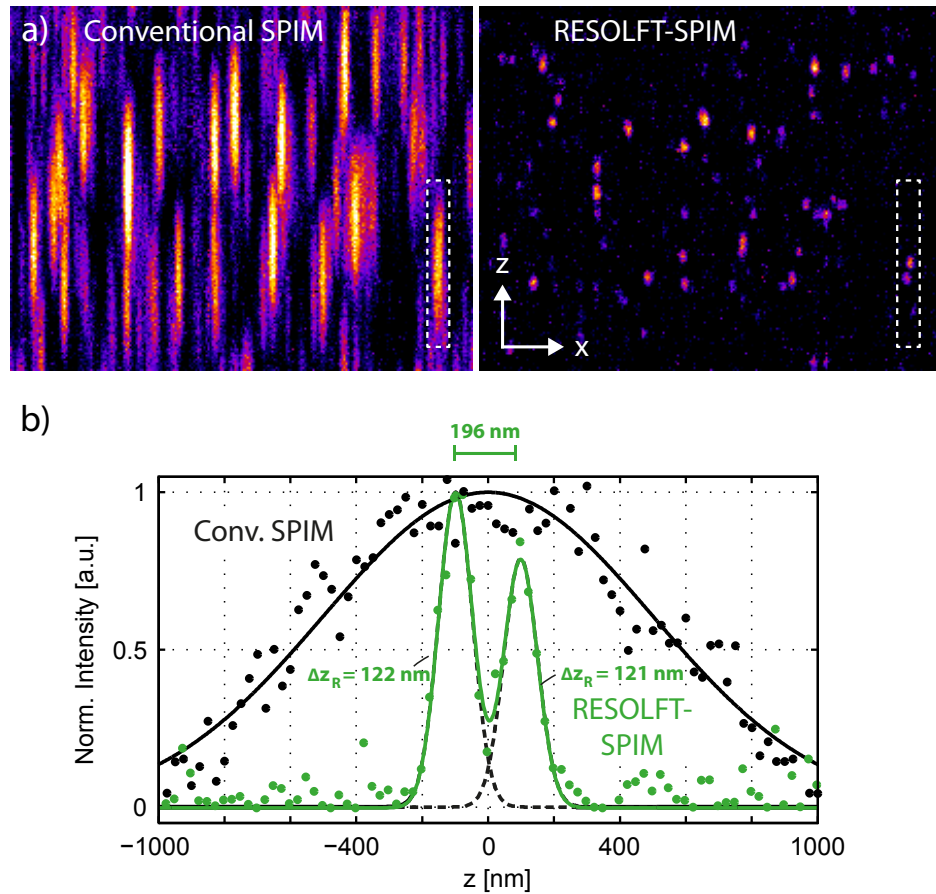 a) Conventional SPIM
RESOLFT-SPIM
z
x
b)
196 nm
Norm. Intensity [a.u.]
1
0.5
0
Conv. SPIM
Δz_R = 122 nm
Δz_R = 121 nm
RESOLFT-
SPIM
−1000
−400
0
400
1000
z [nm]